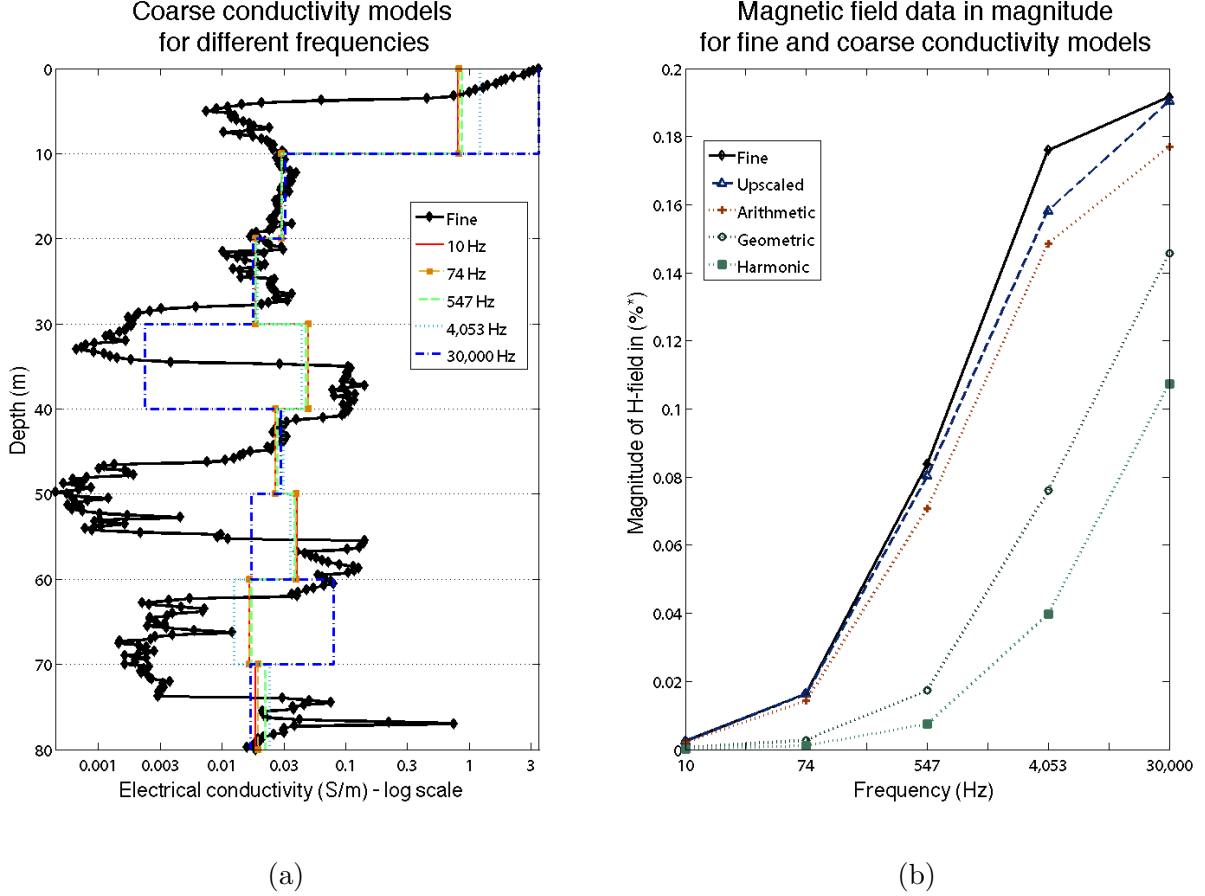 Coarse conductivity models
for different frequencies
0
10
20
30
40
50
60
70
80
Depth (m)
Fine
10 Hz
74 Hz
547 Hz
4,053 Hz
30,000 Hz
0.001
0.003
0.01
0.03
0.1
0.3
1
3
Electrical conductivity (S/m) - log scale
(a)
Magnetic field data in magnitude
for fine and coarse conductivity models
0.2
0.18
0.16
0.14
0.12
0.1
0.08
0.06
0.04
0.02
0
Magnitude of H-field in (%*)
Fine
Upscaled
Arithmetic
Geometric
Harmonic
10
74
547
4,053
30,000
Frequency (Hz)
(b)